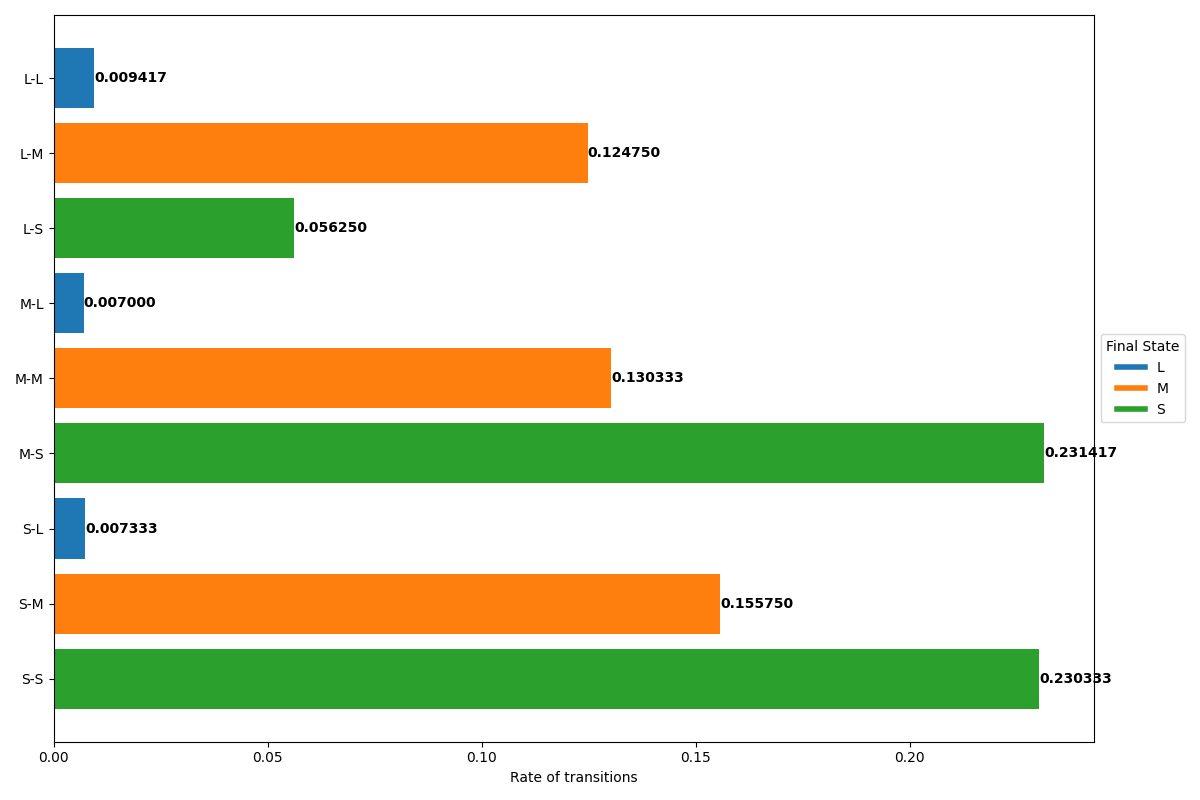 L-L 0.009417
L-M 0.124750
L-S 0.056250
M-L 0.007000
M-M 0.130333
M-S 0.231417
S-L 0.007333
S-M 0.155750
S-S 0.230333
0.00 0.05 0.10 0.15 0.20
Rate of transitions
Final State
L
M
S